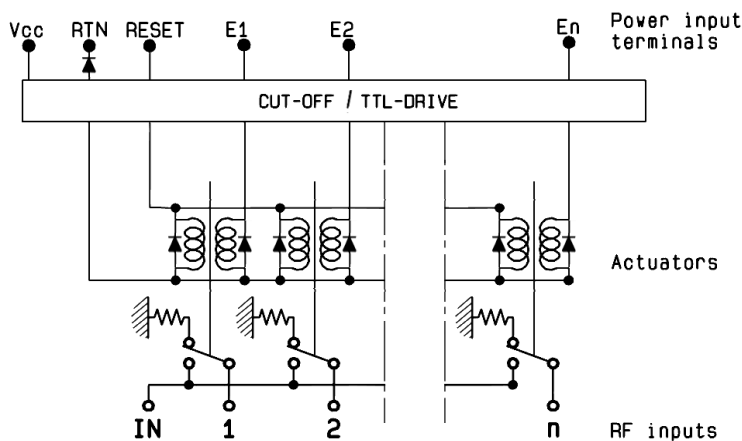 Vcc RTN RESET E1 E2 En Power input
terminals
CUT-OFF / TTL-DRIVE
Actuators
IN 1 2 n RF inputs